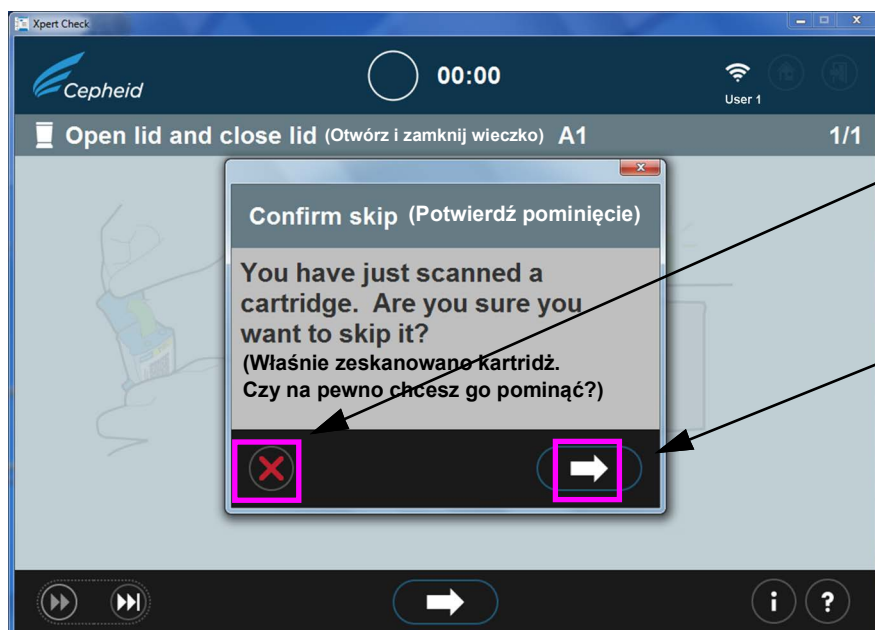 Xpert Check
Cepheid
00:00
User 1
Open lid and close lid (Otwórz i zamknij wieczko) A1 1/1
Confirm skip (Potwierdź pominięcie)
You have just scanned a
cartridge. Are you sure you
want to skip it?
(Właśnie zeskanowano kartridż.
Czy na pewno chcesz go pominąć?)
i ?